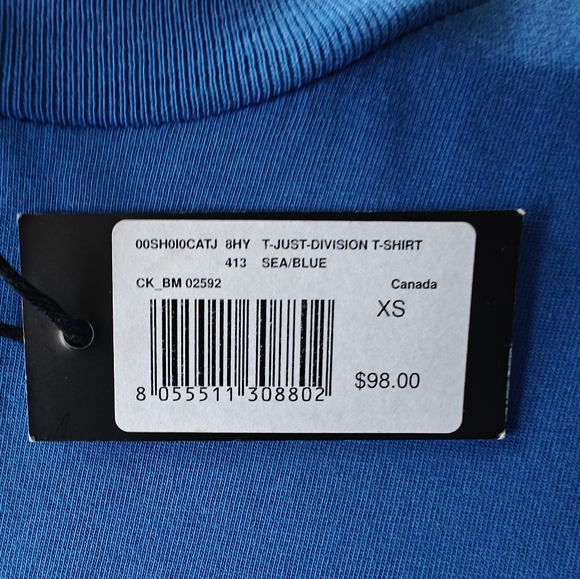 00SH0I0CATJ 8HY T-JUST-DIVISION T-SHIRT
413 SEA/BLUE
CK_BM 02592 Canada
XS
$98.00
8 055511 308802